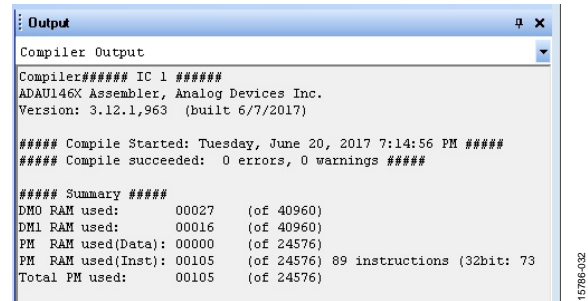 Output
Compiler Output
Compiler###### IC 1 ######
ADAU146X Assembler, Analog Devices Inc.
Version: 3.12.1,963  (built 6/7/2017)
##### Compile Started: Tuesday, June 20, 2017 7:14:56 PM #####
##### Compile succeeded:  0 errors, 0 warnings #####
##### Summary #####
DM0 RAM used:        00027   (of 40960)
DM1 RAM used:        00016   (of 40960)
PM  RAM used(Data): 00000   (of 24576)
PM  RAM used(Inst): 00105   (of 24576) 89 instructions (32bit: 73
Total PM used:       00105   (of 24576)
15786-032